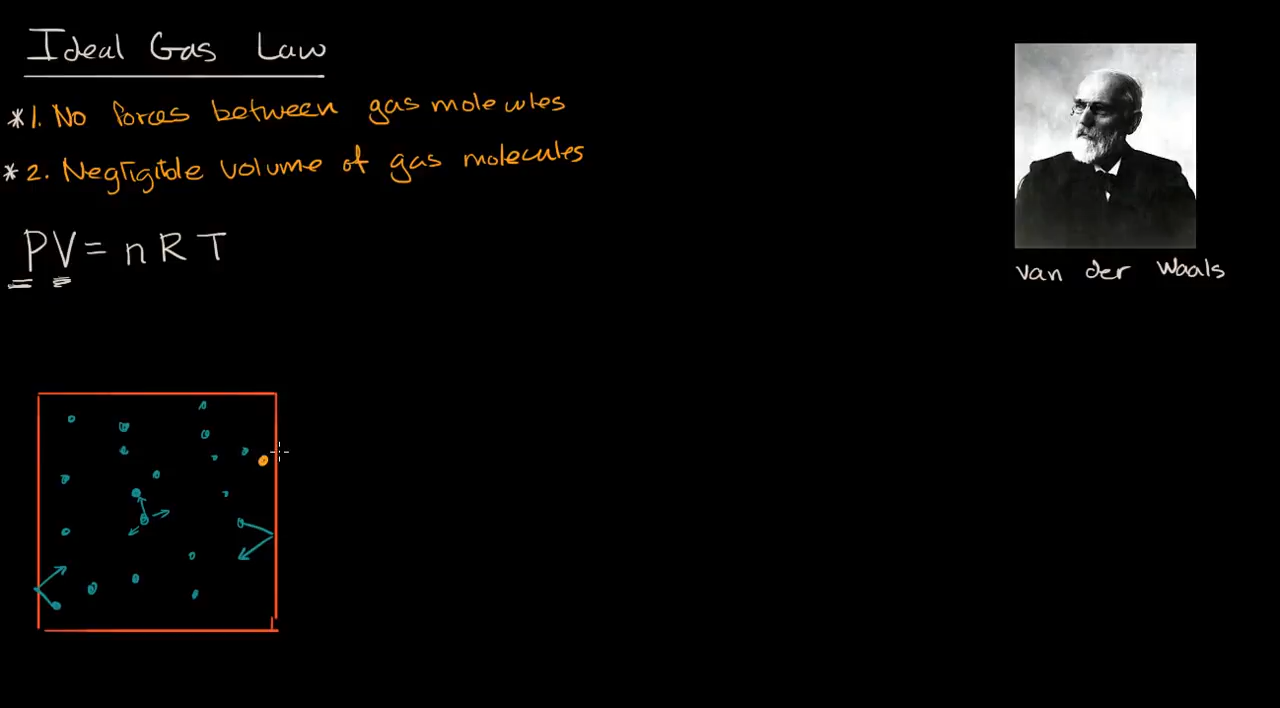 Ideal Gas Law
*1. No forces between gas molecules
*2. Negligible volume of gas molecules
PV = nRT
van der Waals